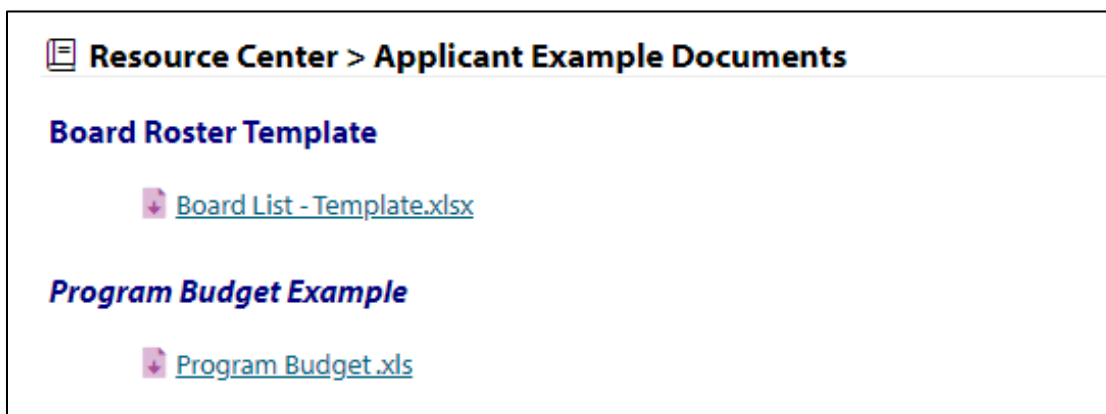 Resource Center > Applicant Example Documents
Board Roster Template
Board List - Template.xlsx
Program Budget Example
Program Budget .xls